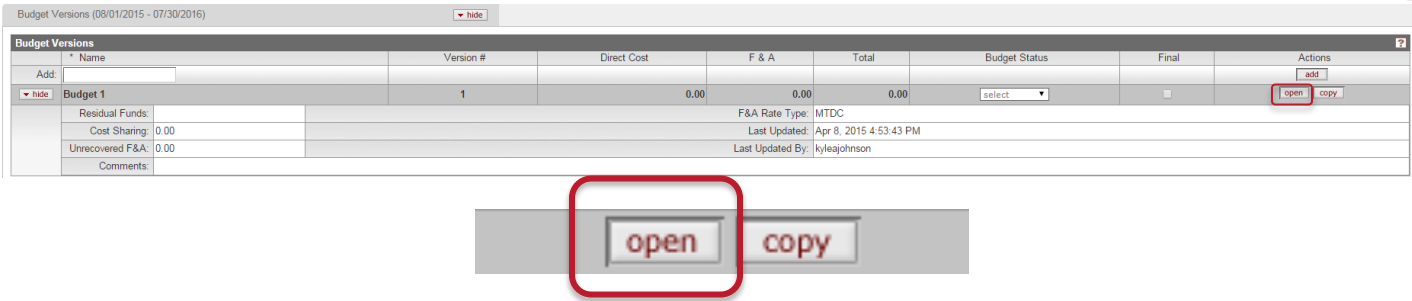 Budget Versions (08/01/2015 - 07/30/2016) hide
Budget Versions ?
* Name Version # Direct Cost F & A Total Budget Status Final Actions
Add: add
hide Budget 1 1 0.00 0.00 0.00 select open copy
Residual Funds: F&A Rate Type: MTDC
Cost Sharing: 0.00 Last Updated: Apr 8, 2015 4:53:43 PM
Unrecovered F&A: 0.00 Last Updated By: kyleajohnson
Comments:
open copy